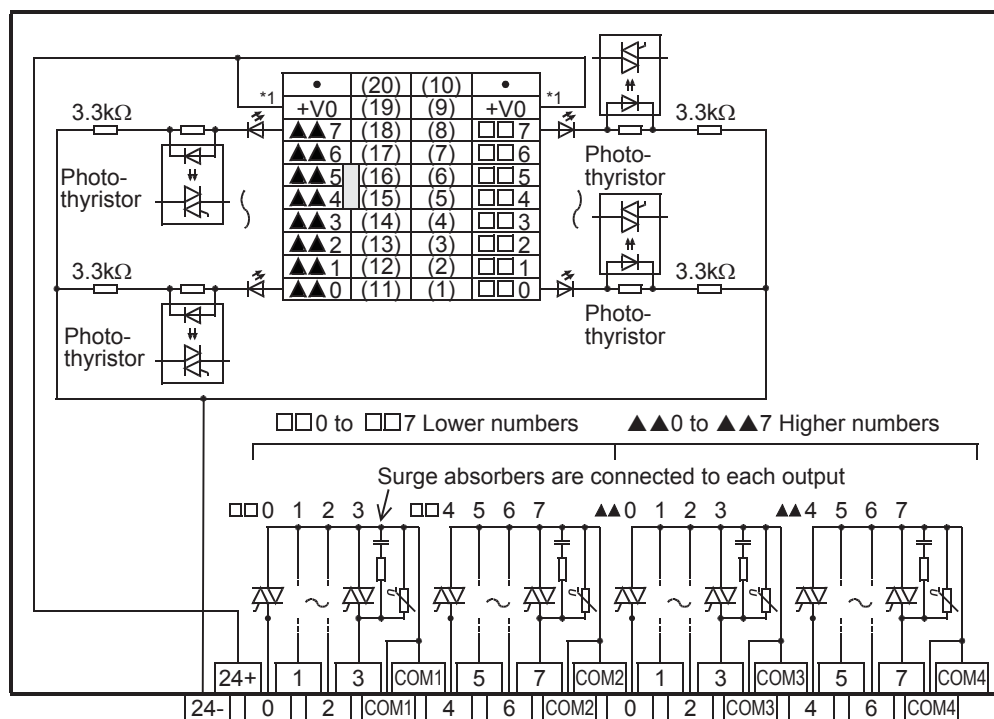 • (20) (10) •
*1 +V0 (19) (9) +V0 *1
3.3kΩ ▲▲7 (18) (8) □□7 3.3kΩ
▲▲6 (17) (7) □□6
▲▲5 (16) (6) □□5
▲▲4 (15) (5) □□4
▲▲3 (14) (4) □□3
▲▲2 (13) (3) □□2
▲▲1 (12) (2) □□1
3.3kΩ ▲▲0 (11) (1) □□0 3.3kΩ
Photo-
thyristor
Photo-
thyristor
Photo-
thyristor
Photo-
thyristor
□□0 to □□7 Lower numbers ▲▲0 to ▲▲7 Higher numbers
Surge absorbers are connected to each output
□□0 1 2 3 □□4 5 6 7 ▲▲0 1 2 3 ▲▲4 5 6 7
U U U U
24+ 1 3 COM1 5 7 COM2 1 3 COM3 5 7 COM4
24- 0 2 COM1 4 6 COM2 0 2 COM3 4 6 COM4